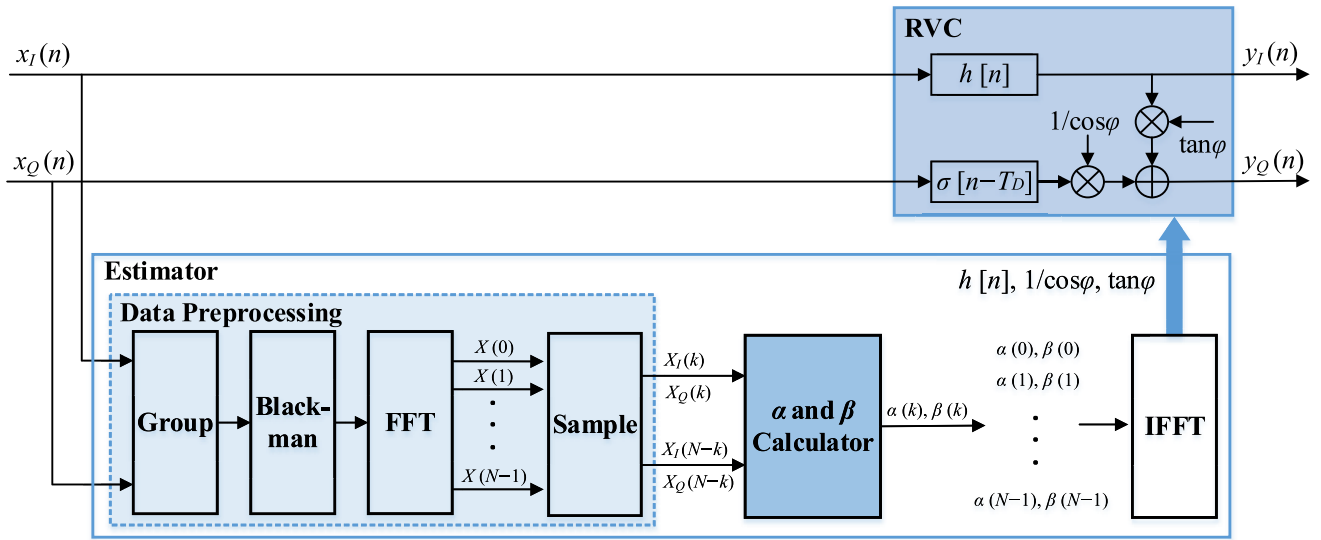 RVC
x_I(n)
h [n]
y_I(n)
1/cosφ
tanφ
x_Q(n)
σ [n−T_D]
y_Q(n)
Estimator
h [n], 1/cosφ, tanφ
Data Preprocessing
Group
Black-
man
FFT
X (0)
X (1)
X (N−1)
Sample
X_I(k)
X_Q(k)
X_I(N−k)
X_Q(N−k)
α and β
Calculator
α (k), β (k)
α (0), β (0)
α (1), β (1)
α (N−1), β (N−1)
IFFT